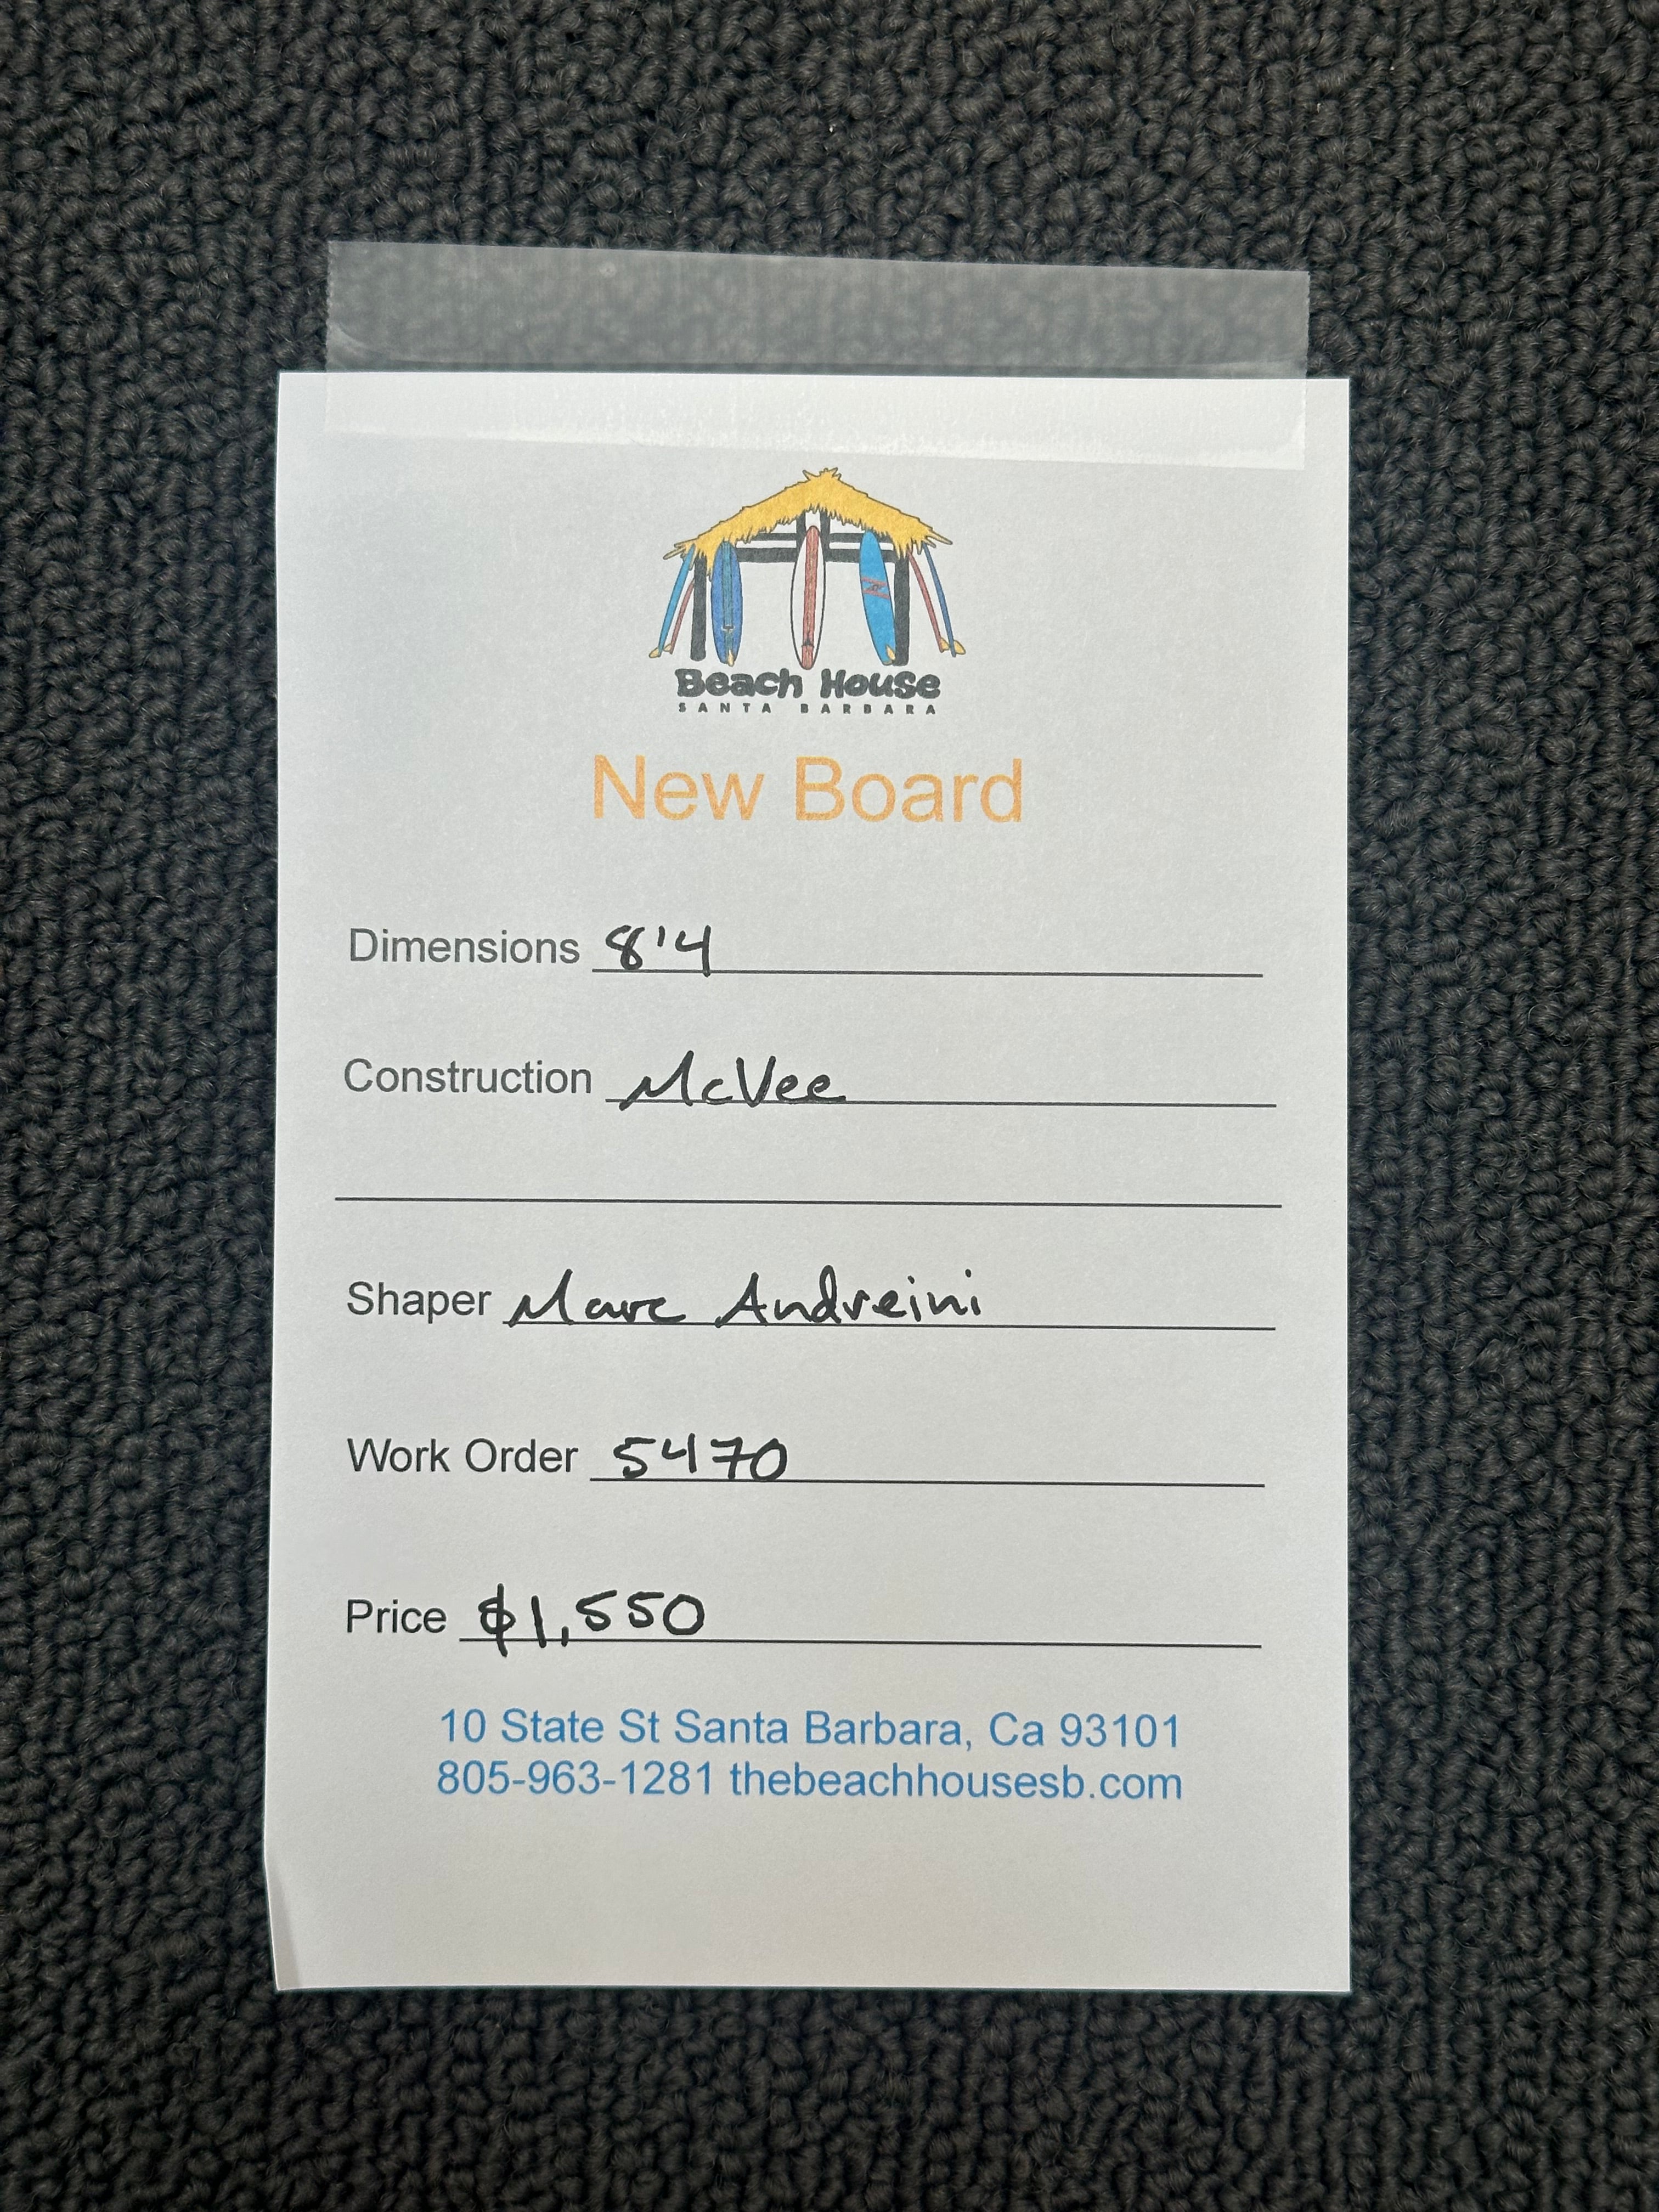 Beach House
SANTA BARBARA
New Board
Dimensions 8'4
Construction McVee
Shaper Marc Andreini
Work Order 5470
Price $1,550
10 State St Santa Barbara, Ca 93101
805-963-1281 thebeachhousesb.com